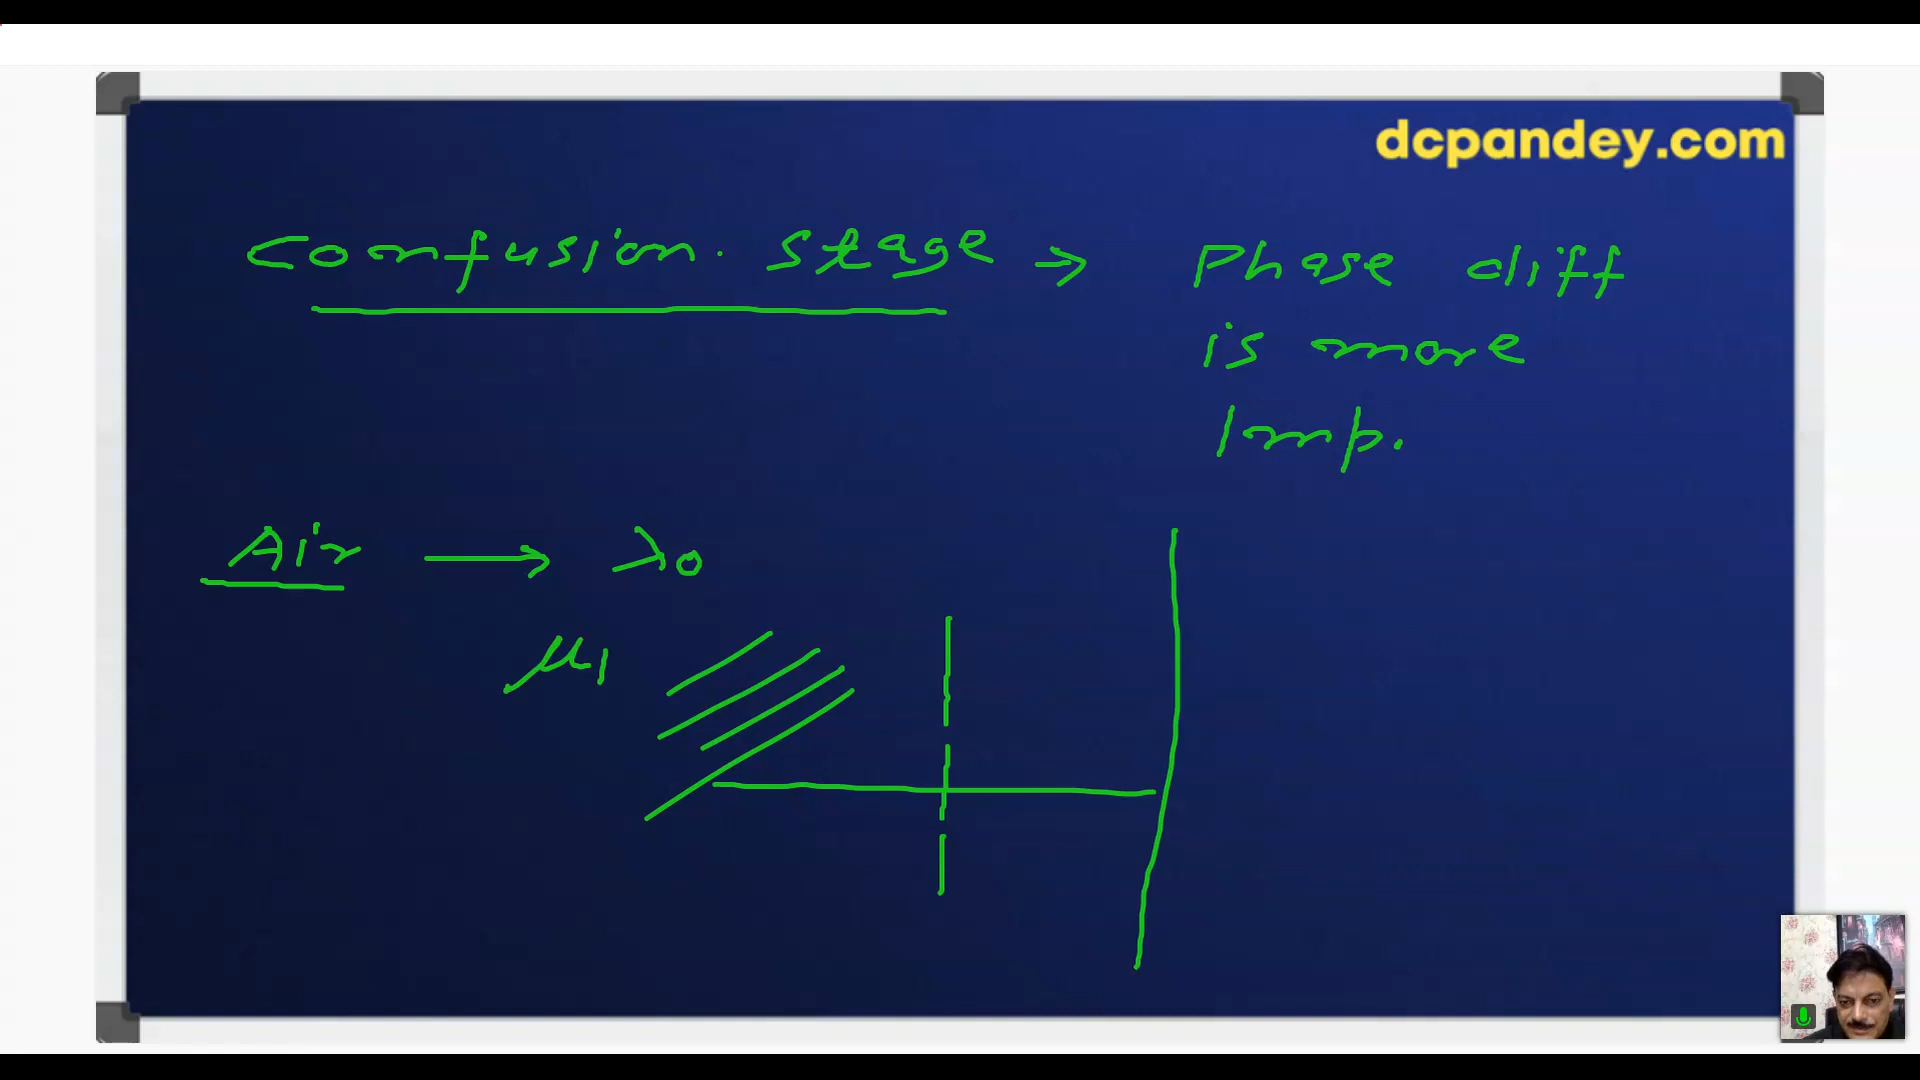 dcpandey.com
Confusion. Stage → Phase diff
is more
Imp.
Air → λ0
μ1